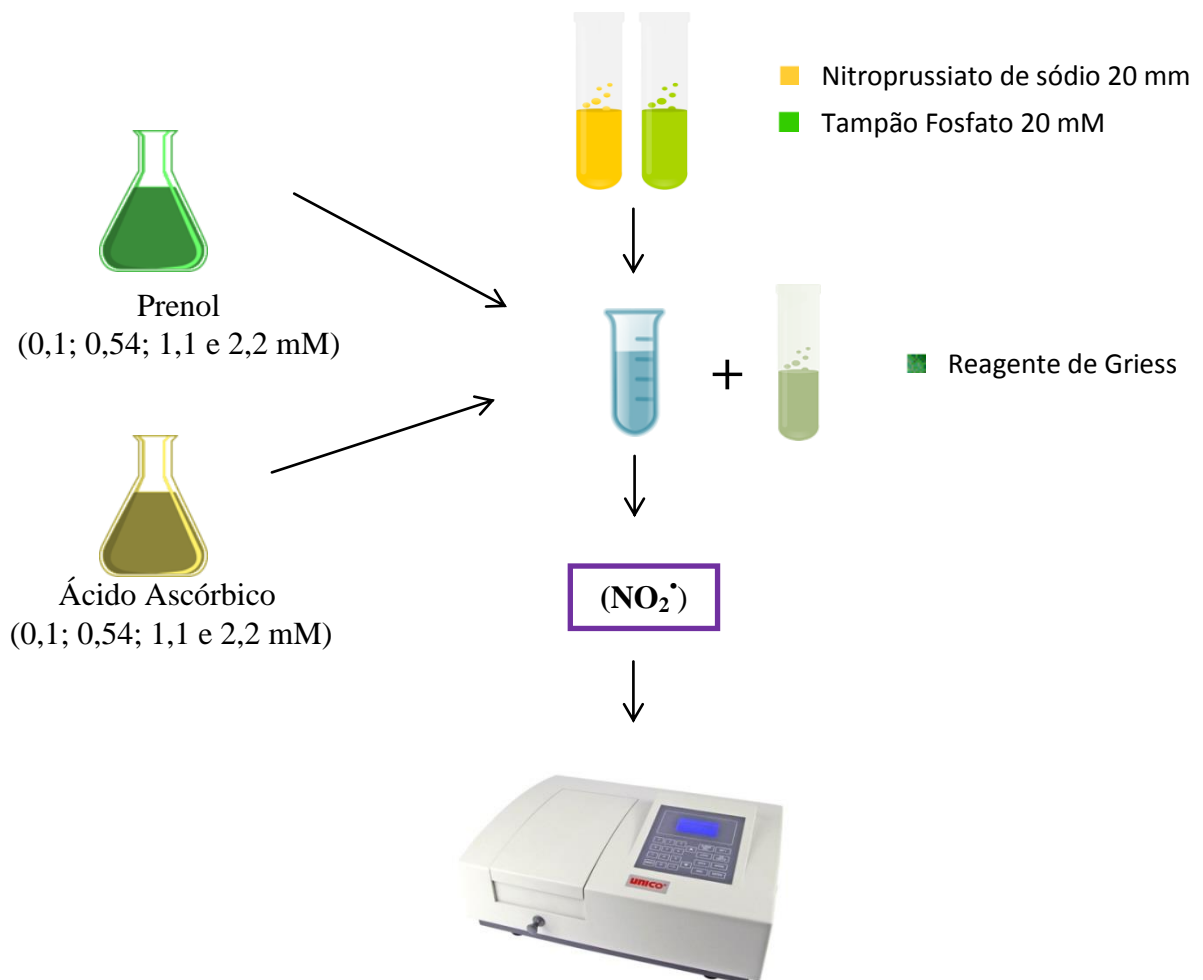 Nitroprussiato de sódio 20 mm
Tampão Fosfato 20 mM
Prenol
(0,1; 0,54; 1,1 e 2,2 mM)
+
Reagente de Griess
Ácido Ascórbico
(0,1; 0,54; 1,1 e 2,2 mM)
(NO₂˙)
UNICO